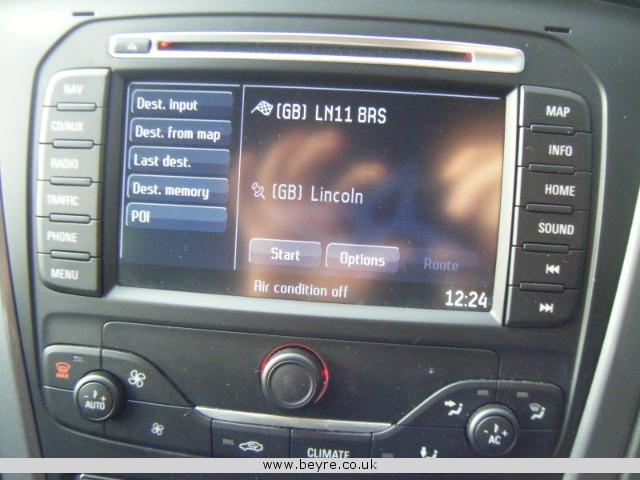 NAV
CD/AUX
RADIO
TRAFFIC
PHONE
MENU
Dest. input
Dest. from map
Last dest.
Dest. memory
POI
(GB) LN11 8RS
(GB) Lincoln
Start
Options
Route
Air condition off
12:24
MAP
INFO
HOME
SOUND
MAX
AUTO
CLIMATE
AC
www.beyre.co.uk